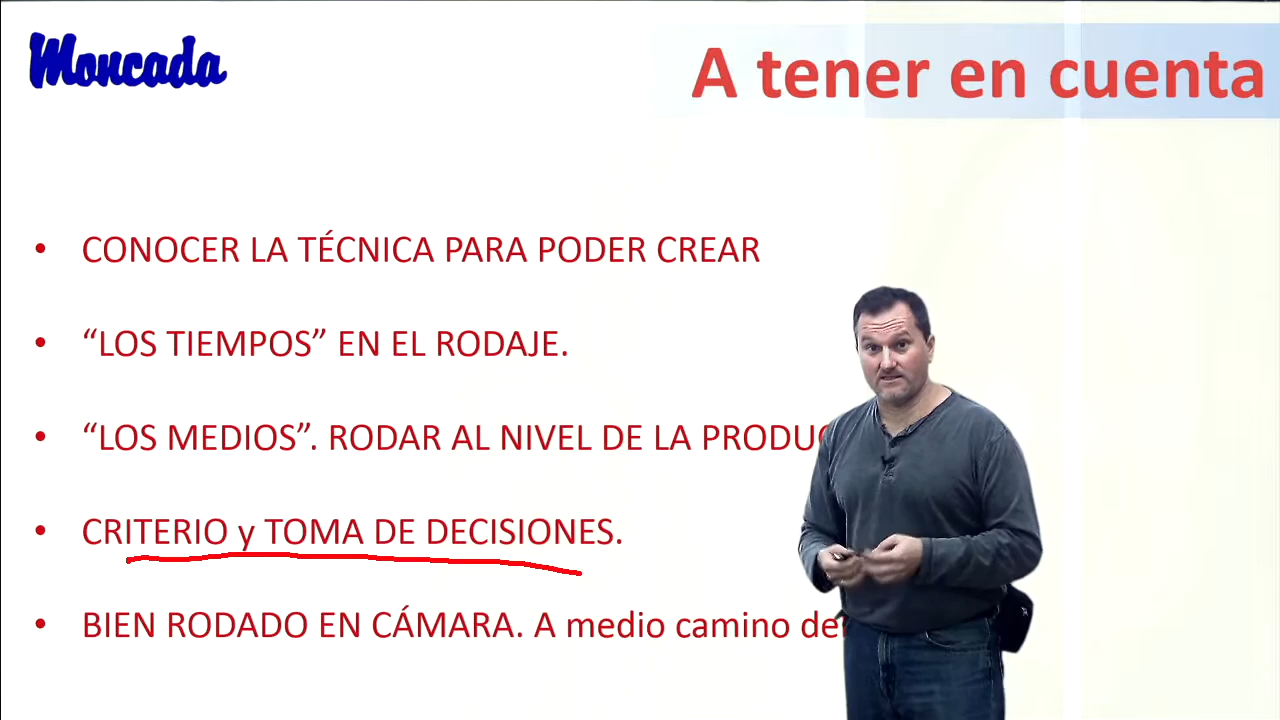 Moncada
A tener en cuenta
• CONOCER LA TÉCNICA PARA PODER CREAR
• “LOS TIEMPOS” EN EL RODAJE.
• “LOS MEDIOS”. RODAR AL NIVEL DE LA
• CRITERIO y TOMA DE DECISIONES.
• BIEN RODADO EN CÁMARA. A medio camino